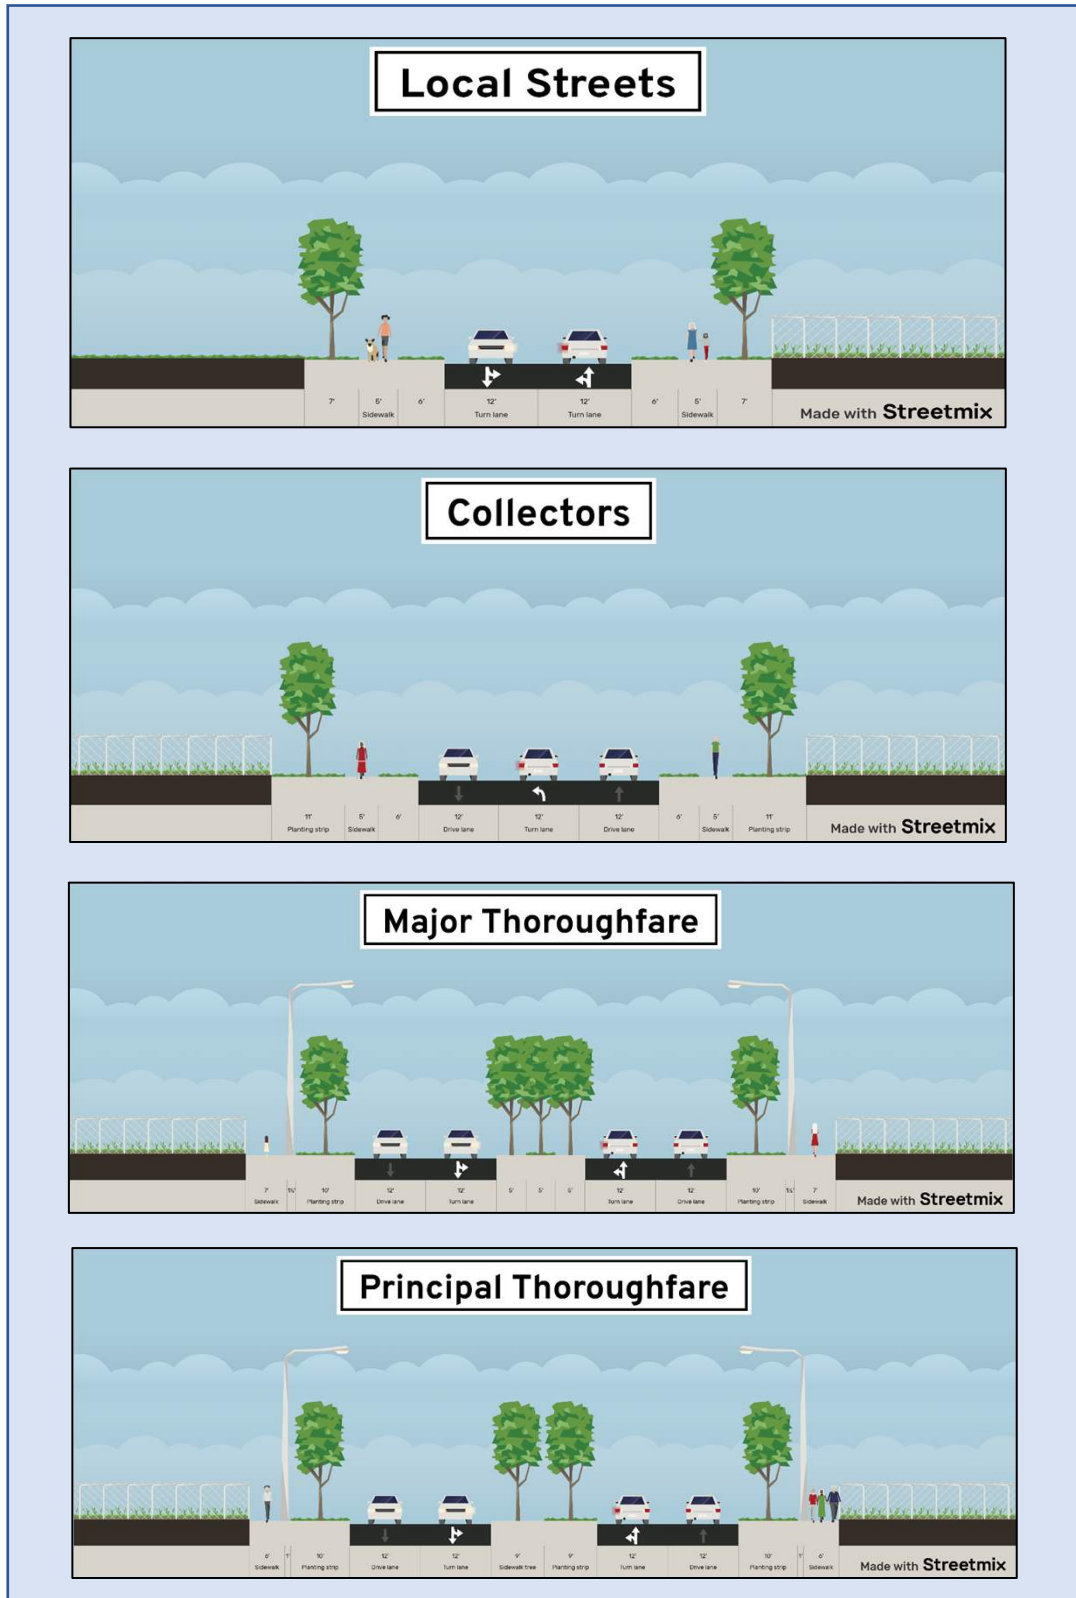 Local Streets
7' 5' 6' 12' 12' 6' 5' 7'
Sidewalk Turn lane Turn lane Sidewalk
Made with Streetmix
Collectors
11' 5' 6' 12' 12' 12' 6' 5' 11'
Planting strip Sidewalk Drive lane Turn lane Drive lane Sidewalk Planting strip
Made with Streetmix
Major Thoroughfare
7' 10' 12' 12' 5' 5' 5' 12' 12' 10' 7'
Sidewalk Planting strip Drive lane Turn lane Turn lane Drive lane Planting strip Sidewalk
Made with Streetmix
Principal Thoroughfare
6' 1' 10' 12' 12' 9' 9' 12' 12' 10' 1' 6'
Sidewalk Planting strip Drive lane Turn lane Sidewalk tree Planting strip Turn lane Drive lane Planting strip Sidewalk
Made with Streetmix